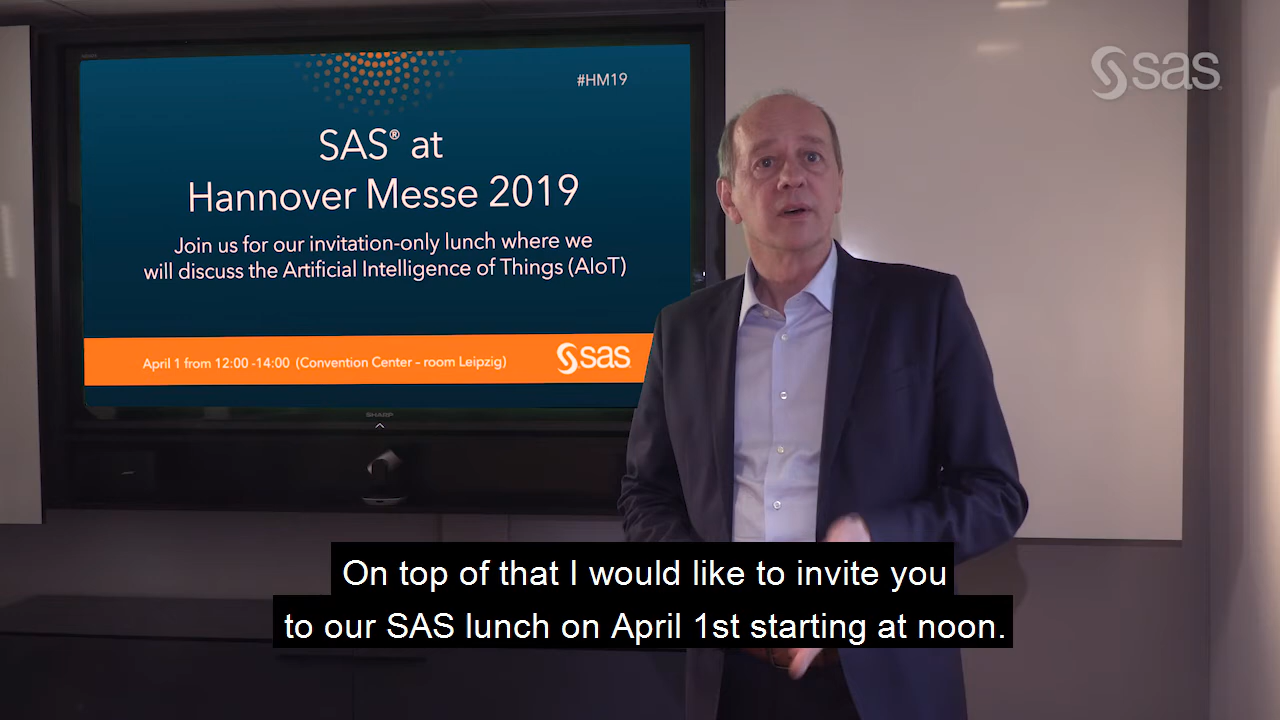 #HM19
SAS® at
Hannover Messe 2019
Join us for our invitation-only lunch where we
will discuss the Artificial Intelligence of Things (AIoT)
April 1 from 12:00 -14:00 (Convention Center – room Leipzig)
sas
sas
SHARP
On top of that I would like to invite you
to our SAS lunch on April 1st starting at noon.